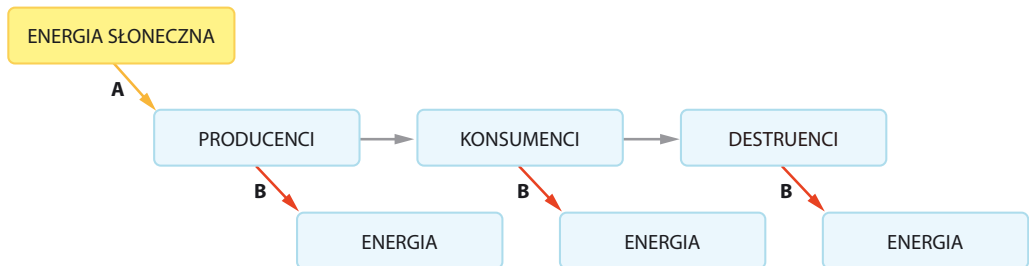 ENERGIA SŁONECZNA
A
PRODUCENCI
KONSUMENCI
DESTRUENCI
B
B
B
ENERGIA
ENERGIA
ENERGIA